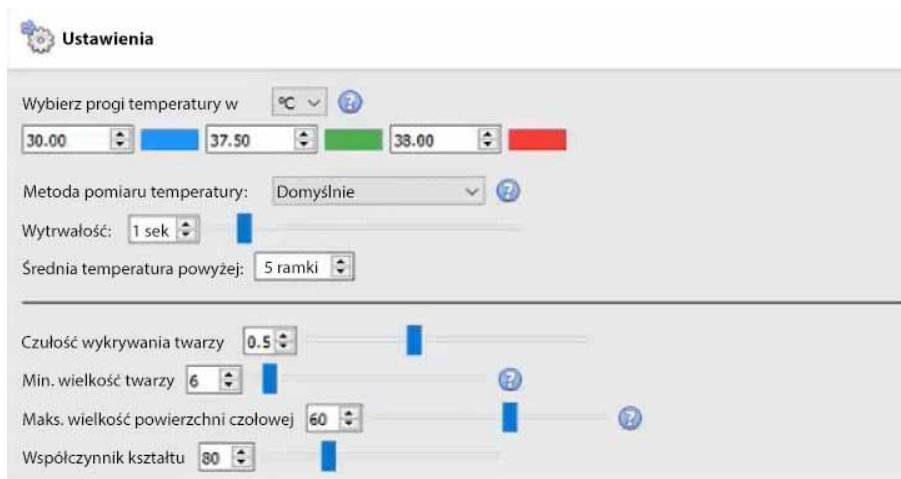 Ustawienia
Wybierz progi temperatury w ºC
30.00 37.50 38.00
Metoda pomiaru temperatury: Domyślnie
Wytrwałość: 1 sek
Średnia temperatura powyżej: 5 ramki
Czułość wykrywania twarzy 0.5
Min. wielkość twarzy 6
Maks. wielkość powierzchni czołowej 60
Współczynnik kształtu 80